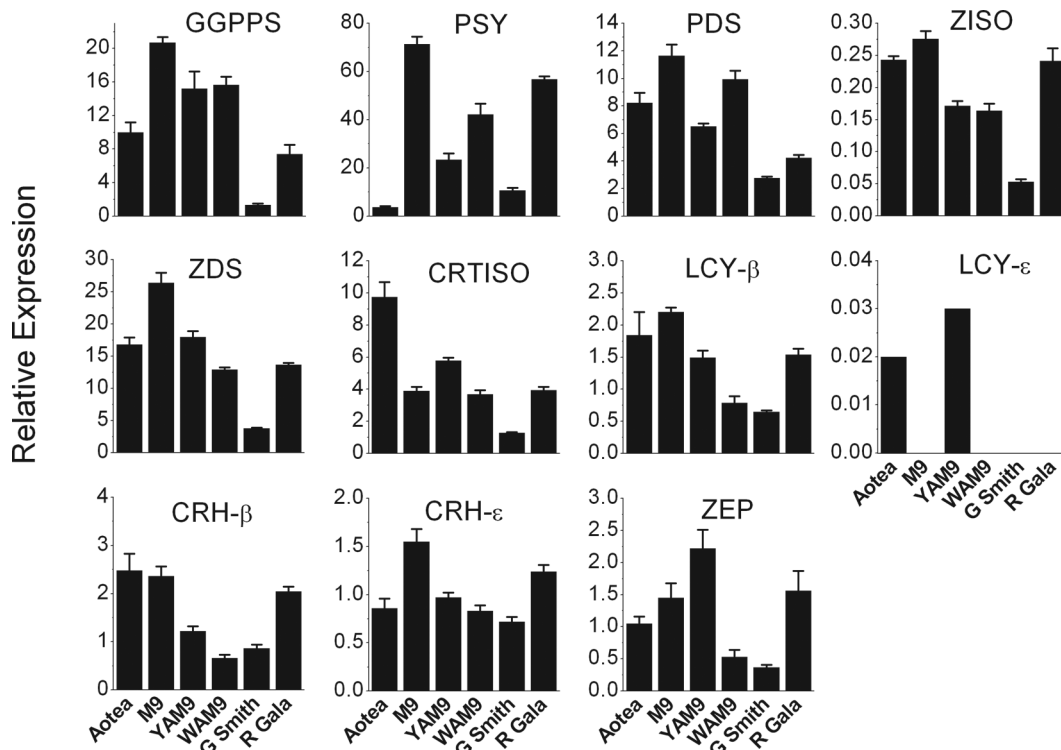 Relative Expression
GGPPS
20
16
12
8
4
0
PSY
80
60
40
20
0
PDS
14
12
10
8
6
4
2
0
ZISO
0.30
0.25
0.20
0.15
0.10
0.05
0.00
ZDS
30
25
20
15
10
5
0
CRTISO
12
10
8
6
4
2
0
LCY-β
3.0
2.5
2.0
1.5
1.0
0.5
0.0
LCY-ε
0.04
0.03
0.02
0.01
0.00
Aotea
M9
YAM9
WAM9
G Smith
R Gala
CRH-β
4
3
2
1
0
Aotea
M9
YAM9
WAM9
G Smith
R Gala
CRH-ε
2.0
1.5
1.0
0.5
0.0
Aotea
M9
YAM9
WAM9
G Smith
R Gala
ZEP
3.0
2.5
2.0
1.5
1.0
0.5
0.0
Aotea
M9
YAM9
WAM9
G Smith
R Gala